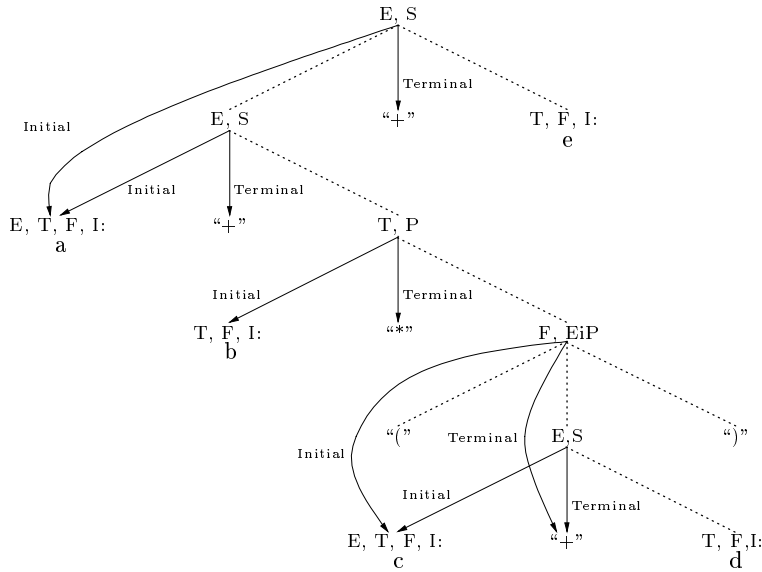 E, S
Terminal
Initial
E, S
“+”
T, F, I:
e
Initial
Terminal
E, T, F, I:
a
“+”
T, P
Initial
Terminal
T, F, I:
b
“*”
F, EiP
“(”
Terminal
E,S
“)”
Initial
Initial
Terminal
E, T, F, I:
c
“+”
T, F,I:
d